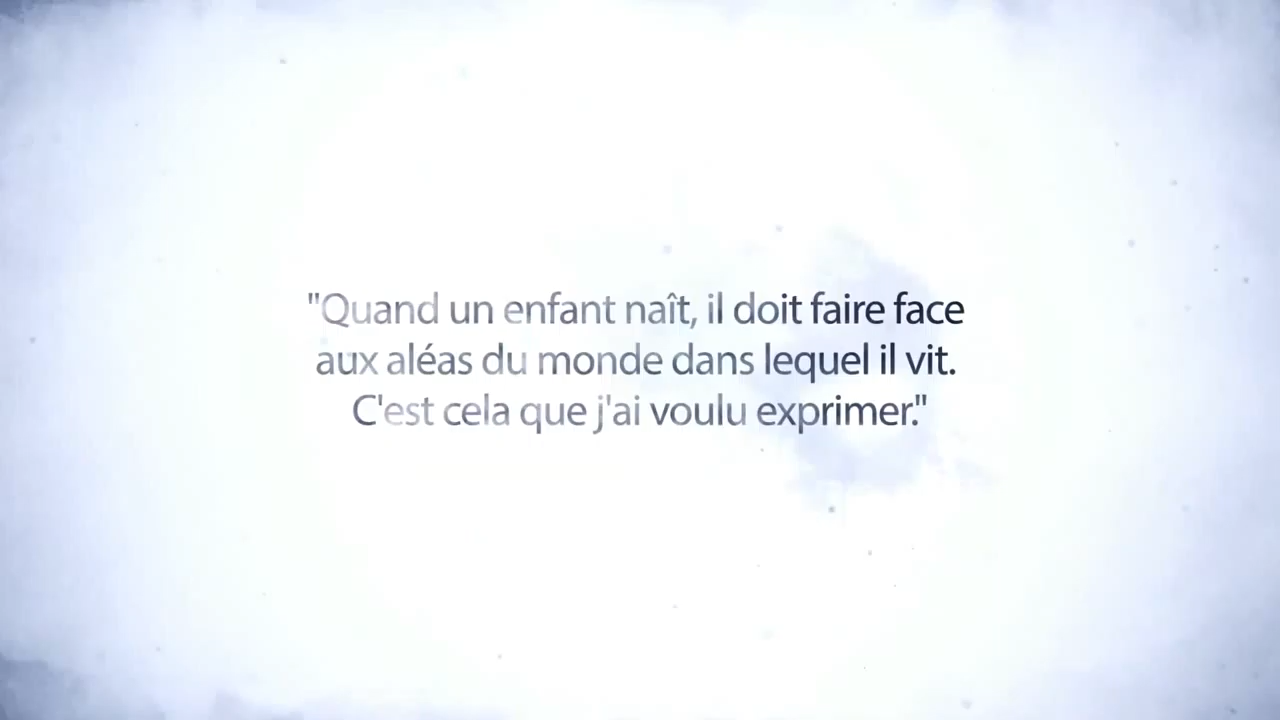 "Quand un enfant naît, il doit faire face
aux aléas du monde dans lequel il vit.
C'est cela que j'ai voulu exprimer."